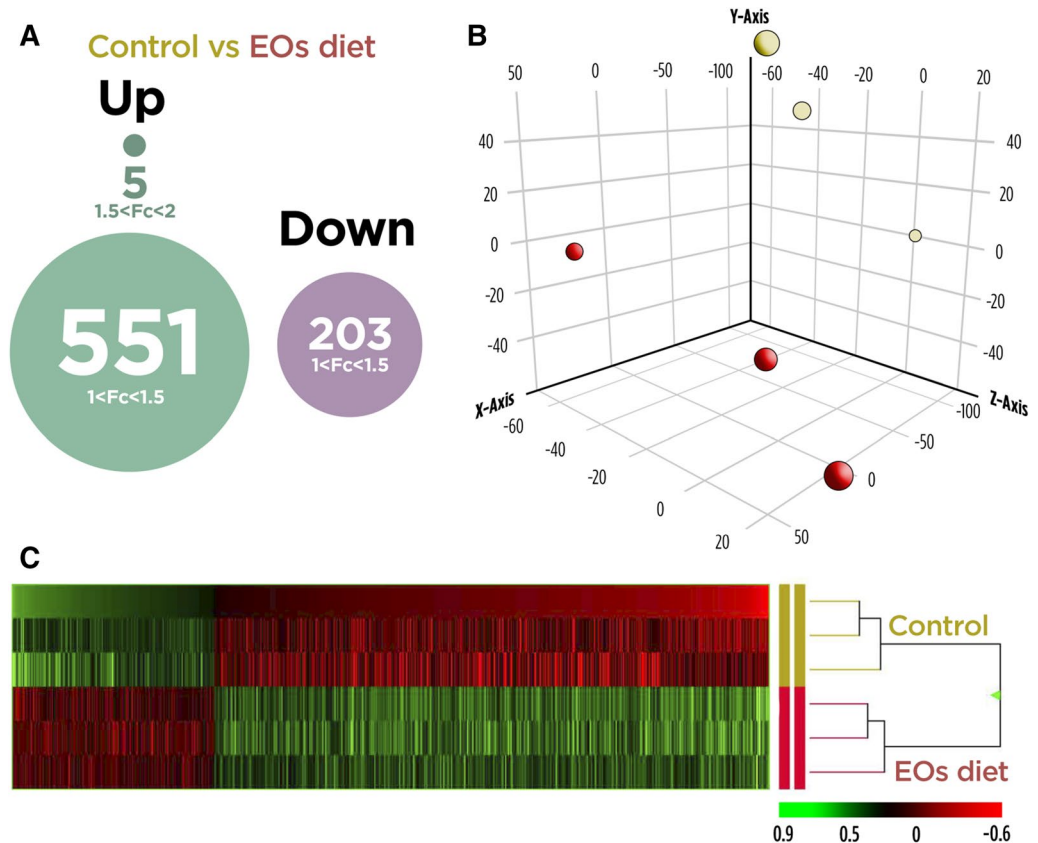 A
Control vs EOs diet
Up
5
1.5<Fc<2
551
1<Fc<1.5
Down
203
1<Fc<1.5
B
Y-Axis
50 0 -50 -100 -60 -40 -20 0 20
40 40
20 20
0 0
-20 -20
-40 -40
X-Axis Z-Axis
-60 -100
-40 -50
-20 0
0
20 50
C
Control
EOs diet
0.9 0.5 0 -0.6